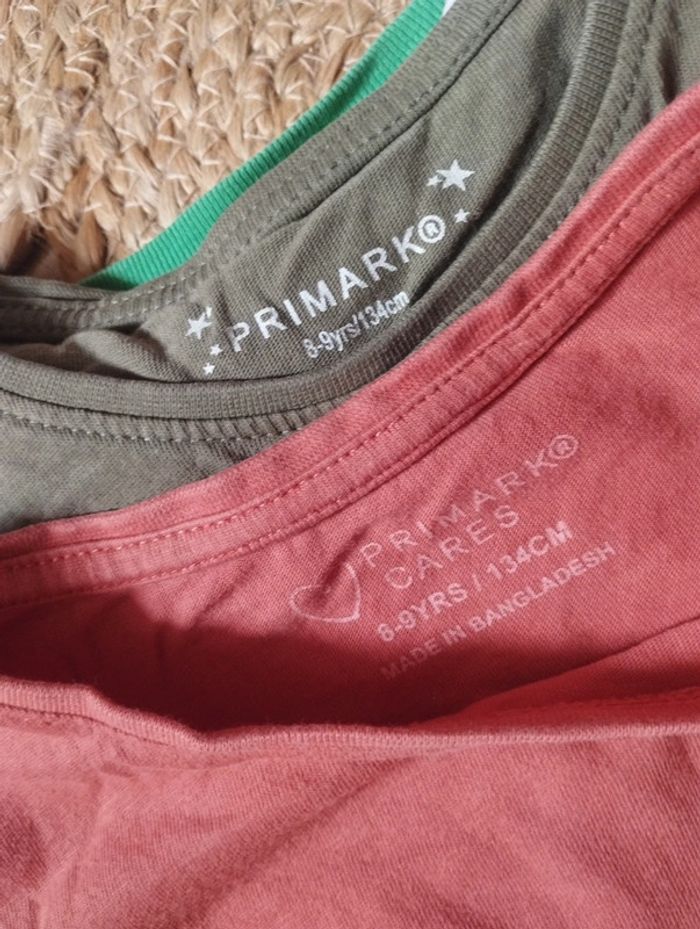 PRIMARK®
8-9yrs/134cm
PRIMARK®
CARES
8-9YRS / 134CM
MADE IN BANGLADESH